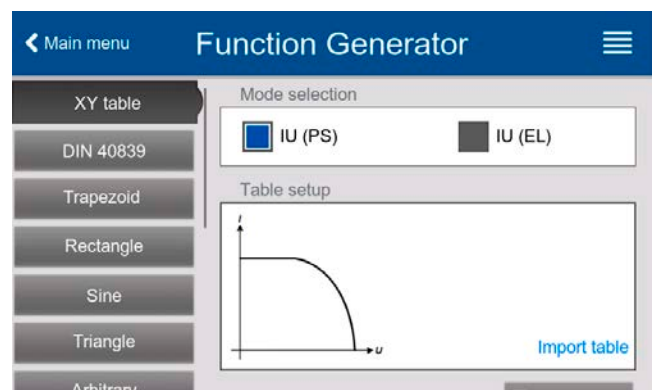 Main menu
Function Generator
XY table
DIN 40839
Trapezoid
Rectangle
Sine
Triangle
Arbitrary
Mode selection
IU (PS)
IU (EL)
Table setup
I
U
Import table